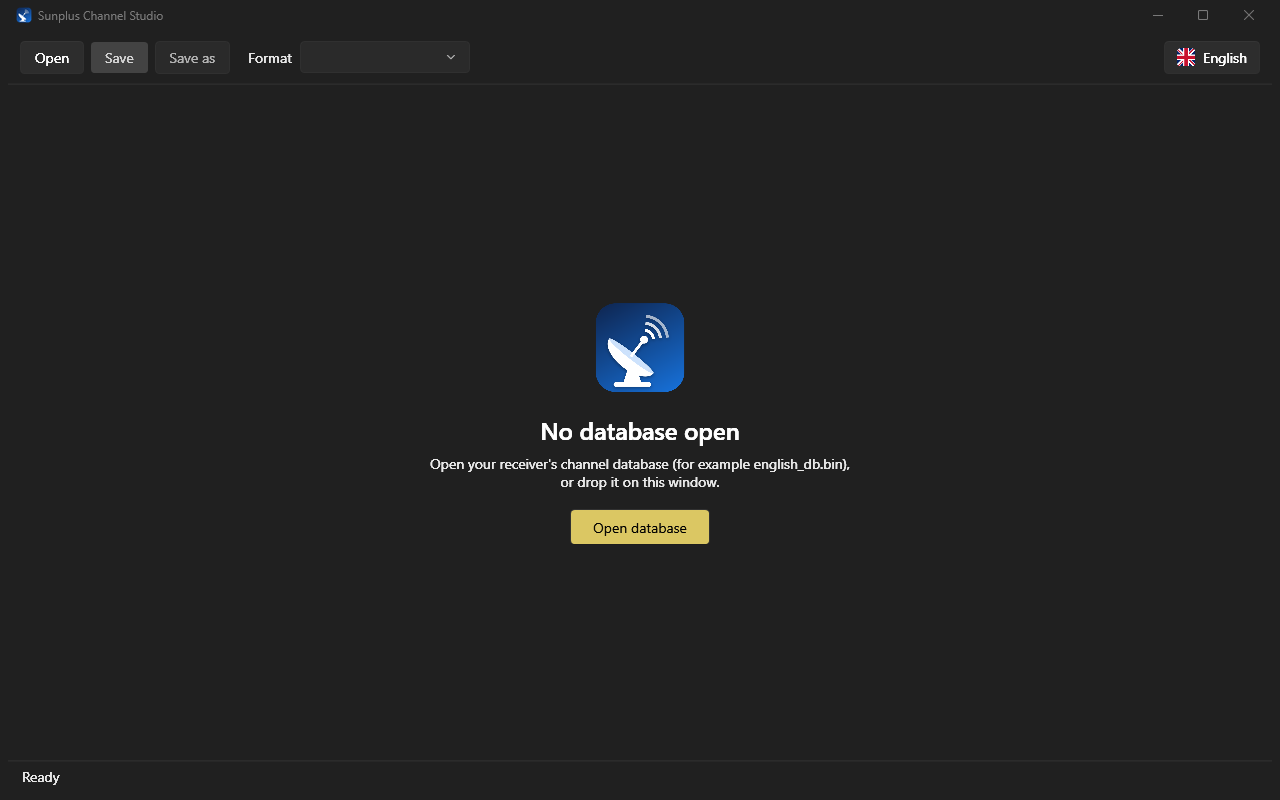 Sunplus Channel Studio
Open
Save
Save as
Format
English
No database open
Open your receiver's channel database (for example english_db.bin),
or drop it on this window.
Open database
Ready